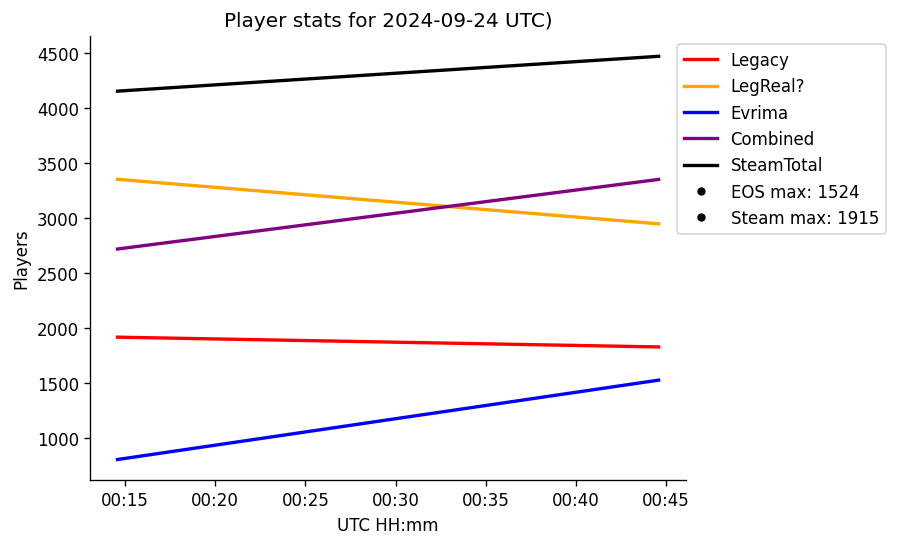 Player stats for 2024-09-24 UTC)
Players
4500
4000
3500
3000
2500
2000
1500
1000
00:15 00:20 00:25 00:30 00:35 00:40 00:45
UTC HH:mm
Legacy
LegReal?
Evrima
Combined
SteamTotal
EOS max: 1524
Steam max: 1915